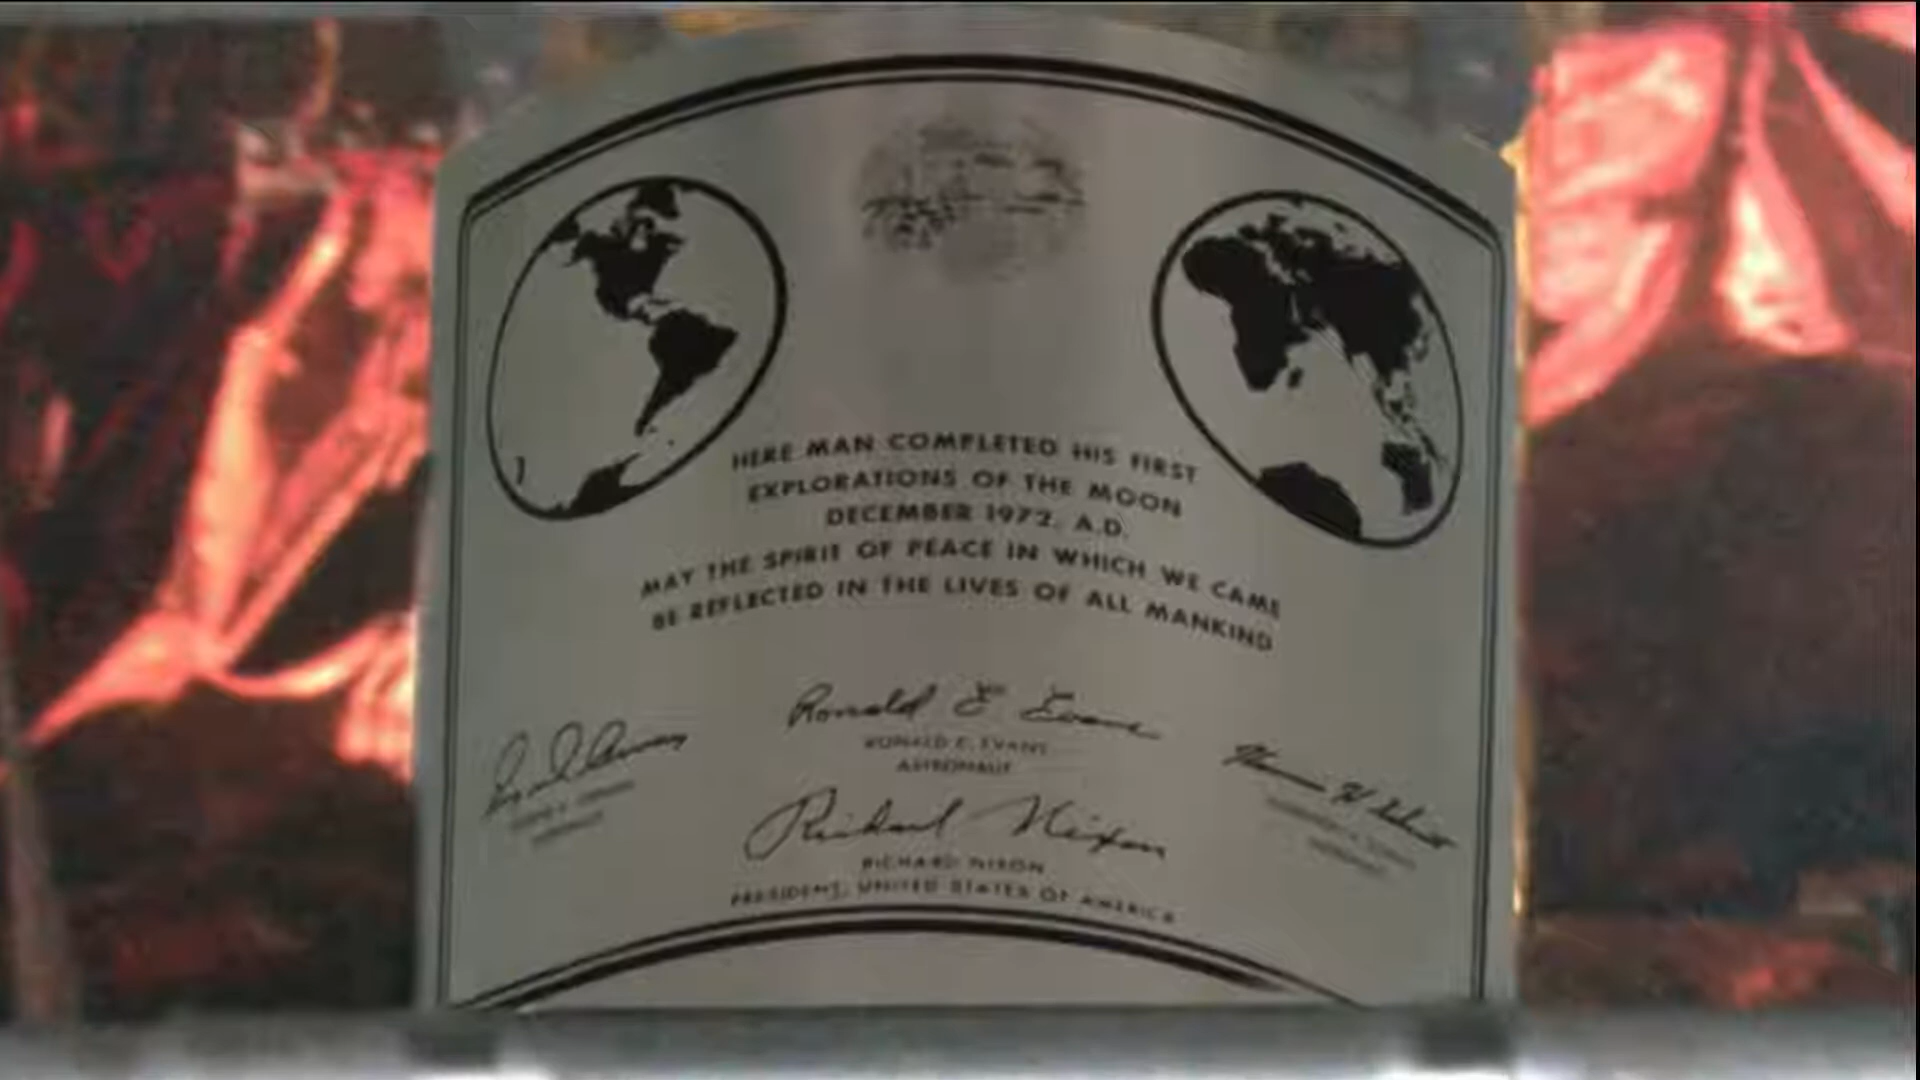 HERE MAN COMPLETED HIS FIRST
EXPLORATIONS OF THE MOON
DECEMBER 1972, A.D.
MAY THE SPIRIT OF PEACE IN WHICH WE CAME
BE REFLECTED IN THE LIVES OF ALL MANKIND
Ronald E Evans
RONALD E. EVANS
ASTRONAUT
Richard Nixon
RICHARD NIXON
PRESIDENT, UNITED STATES OF AMERICA